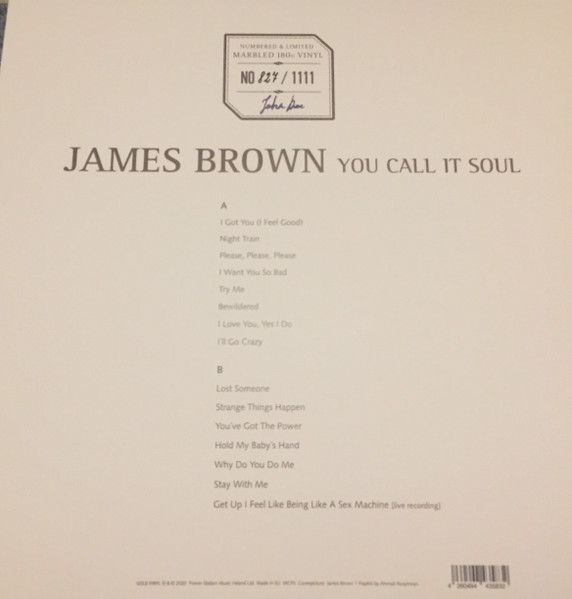 NUMBERED & LIMITED
MARBLED 180G VINYL
NO 827 / 1111
JAMES BROWN YOU CALL IT SOUL
A
I Got You (I Feel Good)
Night Train
Please, Please, Please
I Want You So Bad
Try Me
Bewildered
I Love You, Yes I Do
I'll Go Crazy
B
Lost Someone
Strange Things Happen
You've Got The Power
Hold My Baby's Hand
Why Do You Do Me
Stay With Me
Get Up I Feel Like Being Like A Sex Machine (live recording)